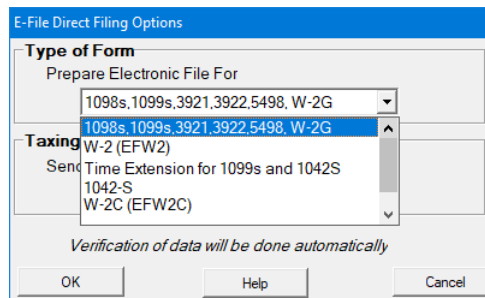 E-File Direct Filing Options
Type of Form
Prepare Electronic File For
1098s,1099s,3921,3922,5498, W-2G
1098s,1099s,3921,3922,5498, W-2G
W-2 (EFW2)
Time Extension for 1099s and 1042S
1042-S
W-2C (EFW2C)
Taxing
Send
Verification of data will be done automatically
OK Help Cancel